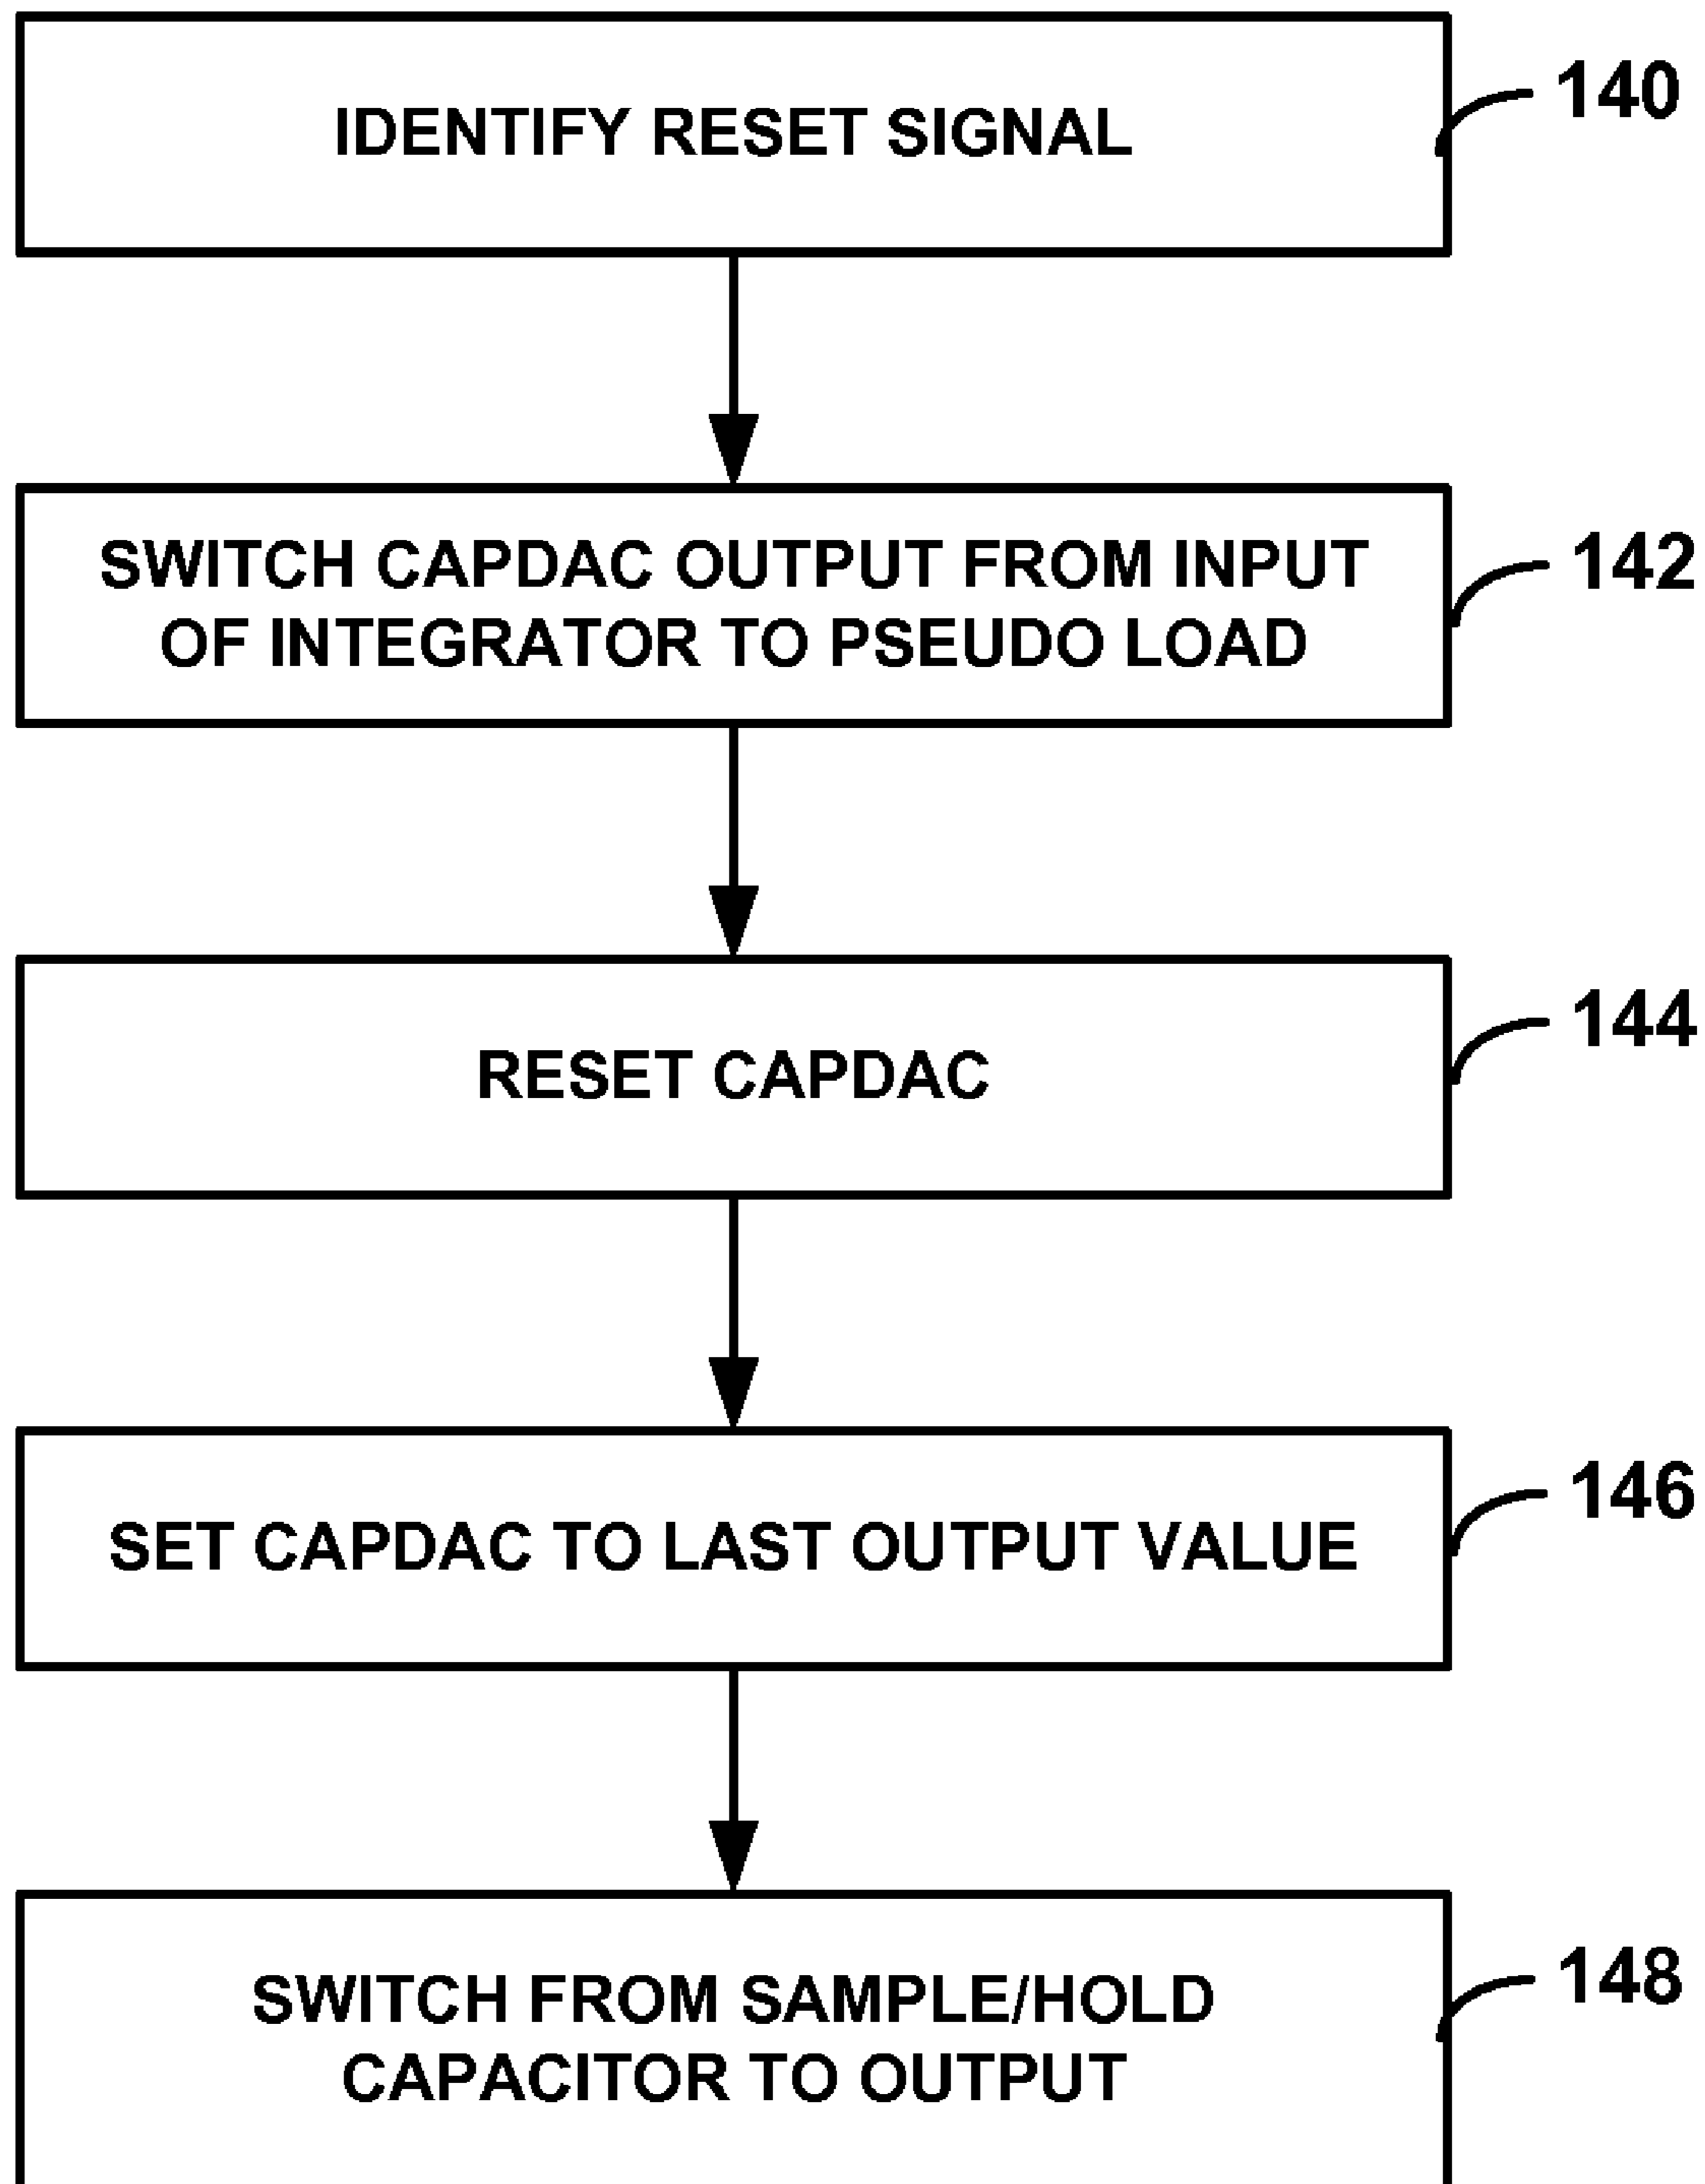 IDENTIFY RESET SIGNAL
140
SWITCH CAPDAC OUTPUT FROM INPUT
OF INTEGRATOR TO PSEUDO LOAD
142
RESET CAPDAC
144
SET CAPDAC TO LAST OUTPUT VALUE
146
SWITCH FROM SAMPLE/HOLD
CAPACITOR TO OUTPUT
148